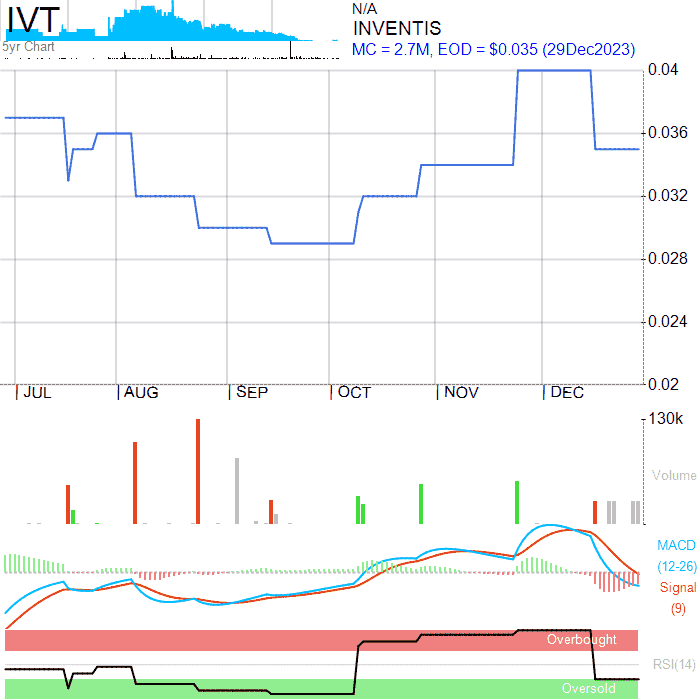 IVT
5yr Chart
N/A
INVENTIS
MC = 2.7M, EOD = $0.035 (29Dec2023)
0.04
0.036
0.032
0.028
0.024
0.02
JUL AUG SEP OCT NOV DEC
130k
Volume
MACD
(12-26)
Signal
(9)
Overbought
RSI(14)
Oversold